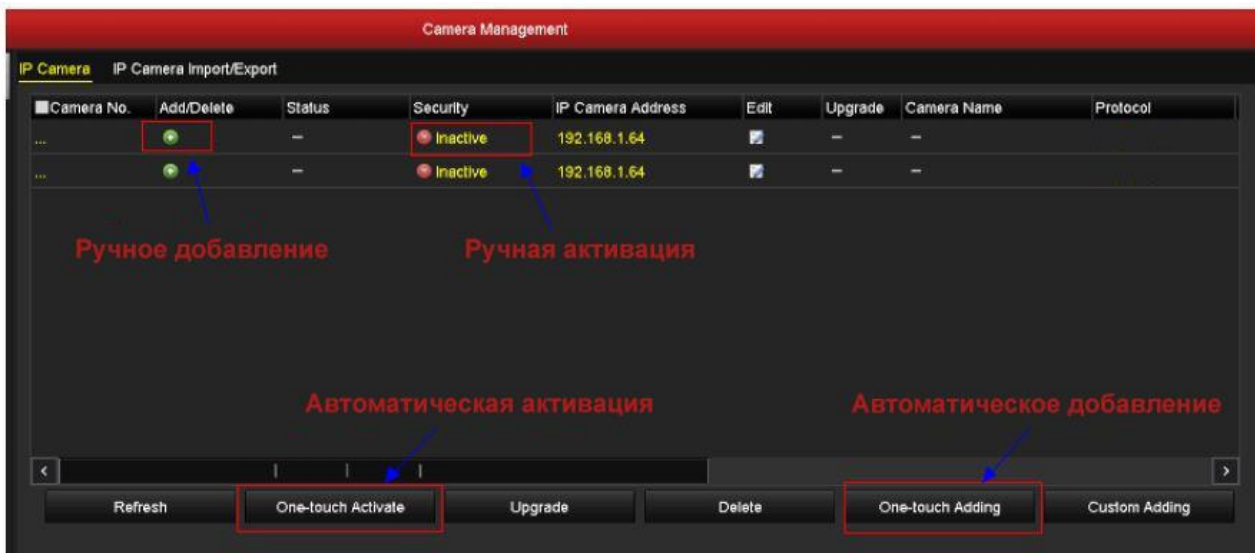 Camera Management
IP Camera IP Camera Import/Export
Camera No. Add/Delete Status Security IP Camera Address Edit Upgrade Camera Name Protocol
... – Inactive 192.168.1.64 – –
... – Inactive 192.168.1.64 – –
Ручное добавление Ручная активация
Автоматическая активация Автоматическое добавление
Refresh One-touch Activate Upgrade Delete One-touch Adding Custom Adding